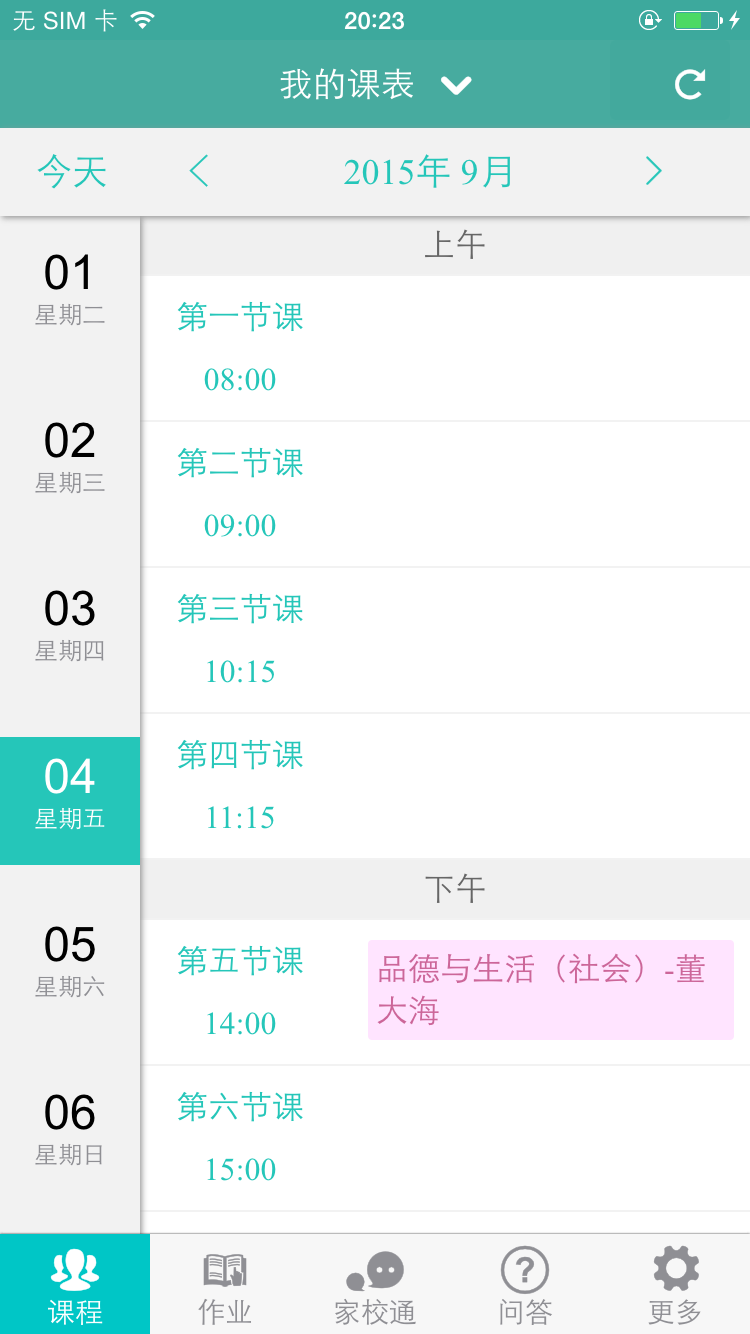 无 SIM 卡 20:23
我的课表
今天 2015年 9月
01
星期二
02
星期三
03
星期四
04
星期五
05
星期六
06
星期日
上午
第一节课
08:00
第二节课
09:00
第三节课
10:15
第四节课
11:15
下午
第五节课
14:00
品德与生活（社会）-董
大海
第六节课
15:00
课程 作业 家校通 问答 更多